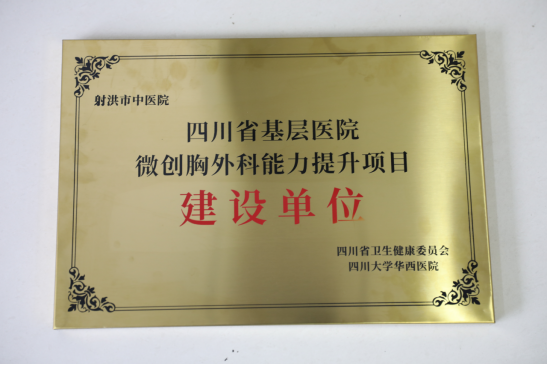 射洪市中医院
四川省基层医院
微创胸外科能力提升项目
建设单位
四川省卫生健康委员会
四川大学华西医院